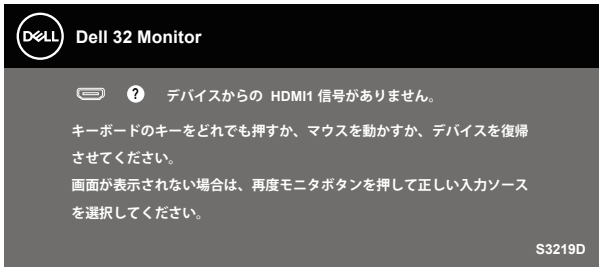 DELL Dell 32 Monitor
? デバイスからの HDMI1 信号がありません。
キーボードのキーをどれでも押すか、マウスを動かすか、デバイスを復帰
させてください。
画面が表示されない場合は、再度モニタボタンを押して正しい入力ソース
を選択してください。
S3219D